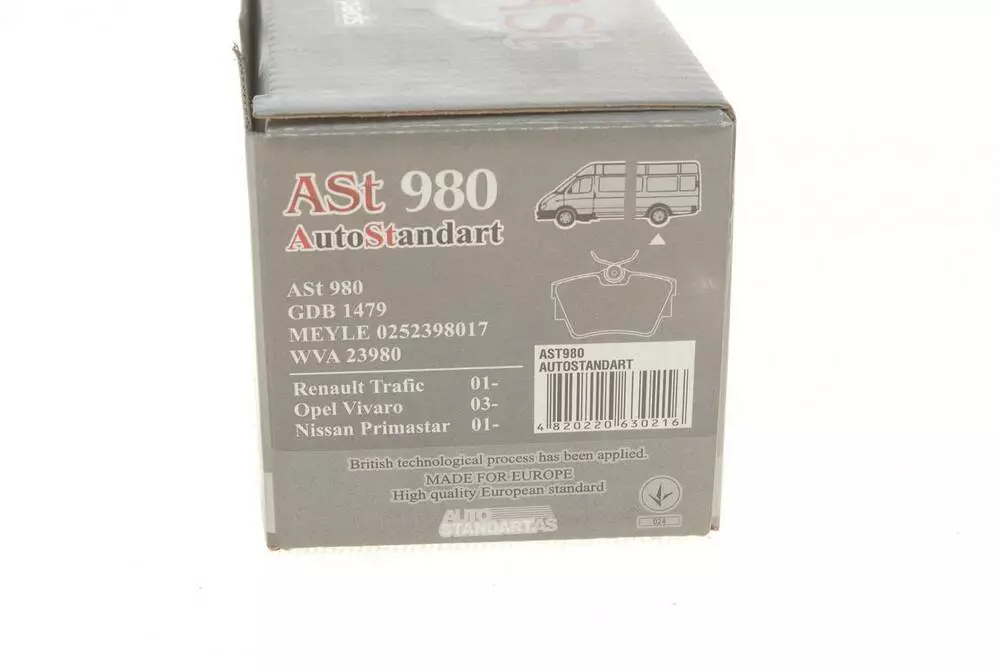 ASt
ASt 980
AutoStandart
ASt 980
GDB 1479
MEYLE 0252398017
WVA 23980
Renault Trafic 01-
Opel Vivaro 03-
Nissan Primastar 01-
AST980
AUTOSTANDART
4 820220 630216
British technological process has been applied.
MADE FOR EUROPE
High quality European standard
AUTO
STANDART.AS
024